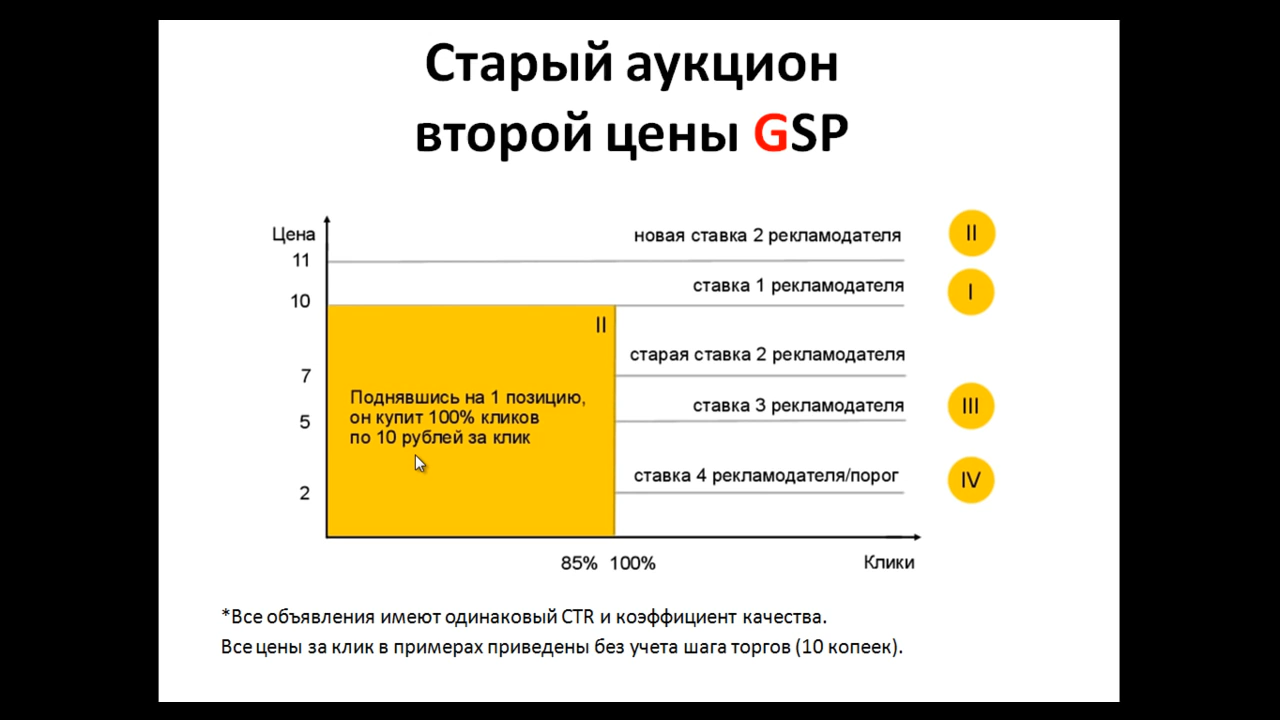 Старый аукцион
второй цены GSP
Цена
новая ставка 2 рекламодателя
II
11
ставка 1 рекламодателя
I
10
II
старая ставка 2 рекламодателя
7
Поднявшись на 1 позицию,
он купит 100% кликов
по 10 рублей за клик
ставка 3 рекламодателя
III
5
ставка 4 рекламодателя/порог
IV
2
85% 100%
Клики
*Все объявления имеют одинаковый CTR и коэффициент качества.
Все цены за клик в примерах приведены без учета шага торгов (10 копеек).